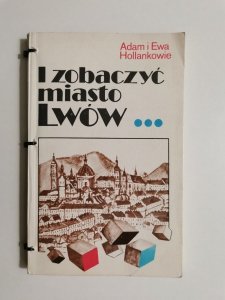 Adam i Ewa
Hollankowie
I zobaczyć
miasto
LWÓW...